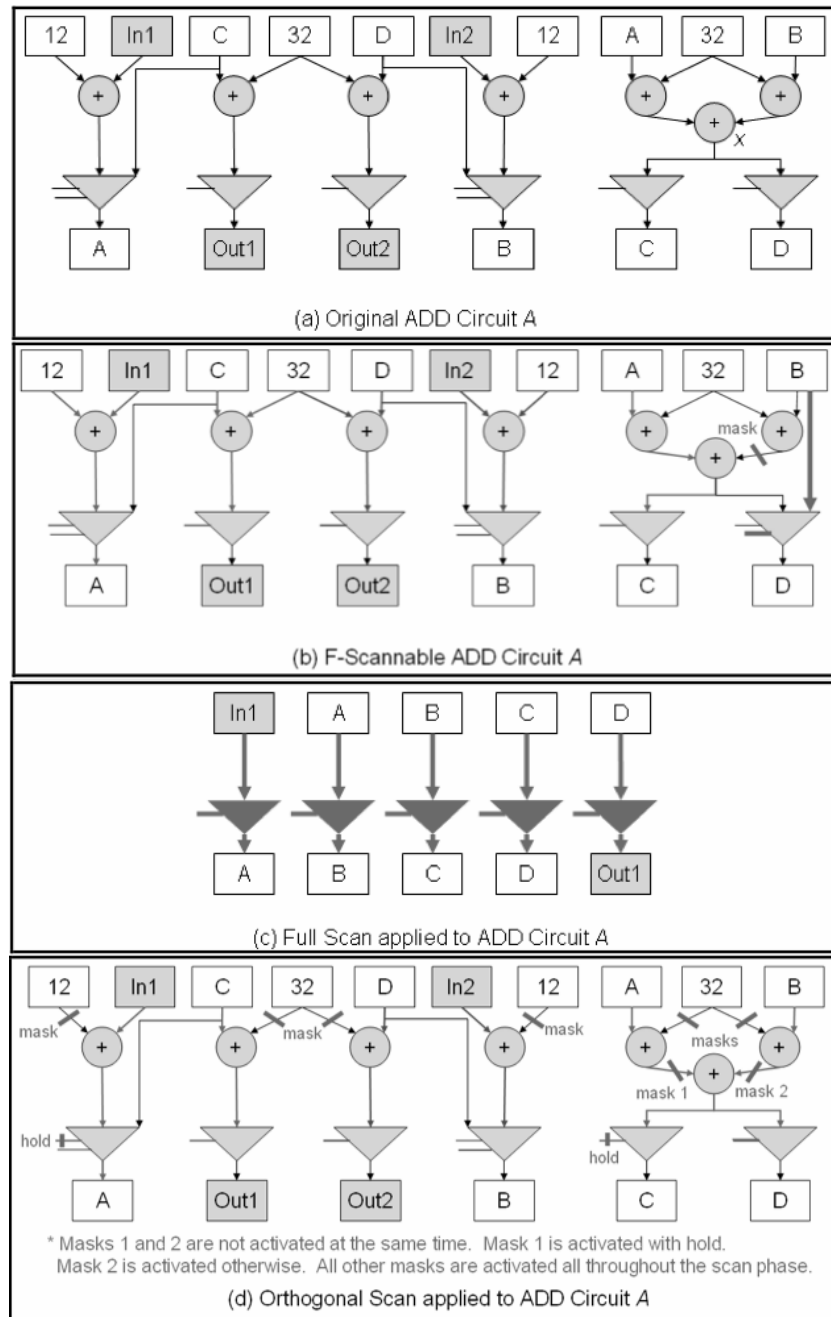 12 In1 C 32 D In2 12 A 32 B
+ + + + + +
+
X
A Out1 Out2 B C D
(a) Original ADD Circuit A
12 In1 C 32 D In2 12 A 32 B
mask
+ + + + + +
+
A Out1 Out2 B C D
(b) F-Scannable ADD Circuit A
In1 A B C D
A B C D Out1
(c) Full Scan applied to ADD Circuit A
12 In1 C 32 D In2 12 A 32 B
mask mask mask masks
+ + + + + +
+
mask 1 mask 2
hold hold
A Out1 Out2 B C D
* Masks 1 and 2 are not activated at the same time. Mask 1 is activated with hold.
Mask 2 is activated otherwise. All other masks are activated all throughout the scan phase.
(d) Orthogonal Scan applied to ADD Circuit A